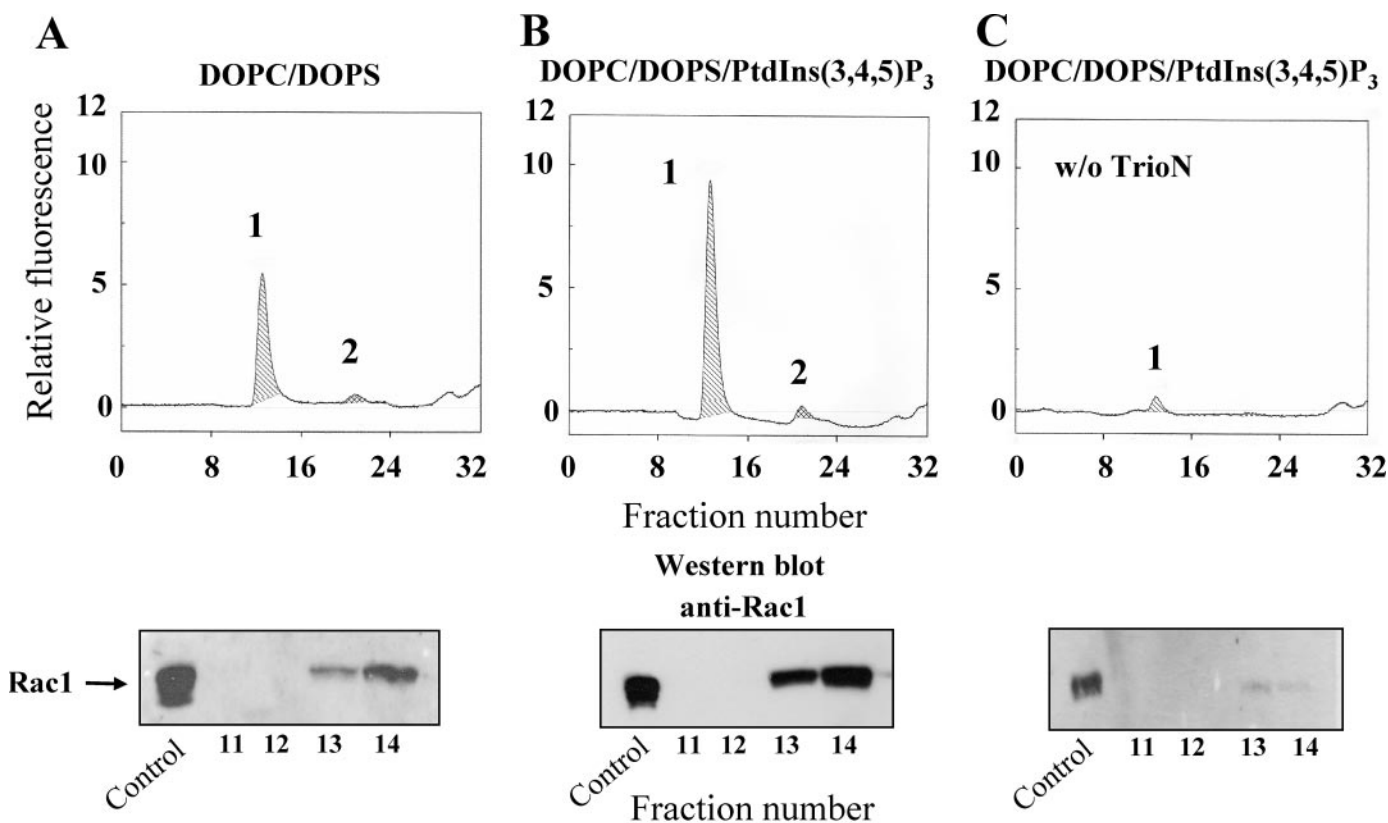 A
B
C
DOPC/DOPS
DOPC/DOPS/PtdIns(3,4,5)P₃
DOPC/DOPS/PtdIns(3,4,5)P₃
Relative fluorescence
12
10
5
0
1
2
0 8 16 24 32
12
10
5
0
1
2
0 8 16 24 32
12
10
5
0
w/o TrioN
1
0 8 16 24 32
Fraction number
Western blot
anti-Rac1
Rac1
Control 11 12 13 14
Control 11 12 13 14
Control 11 12 13 14
Fraction number